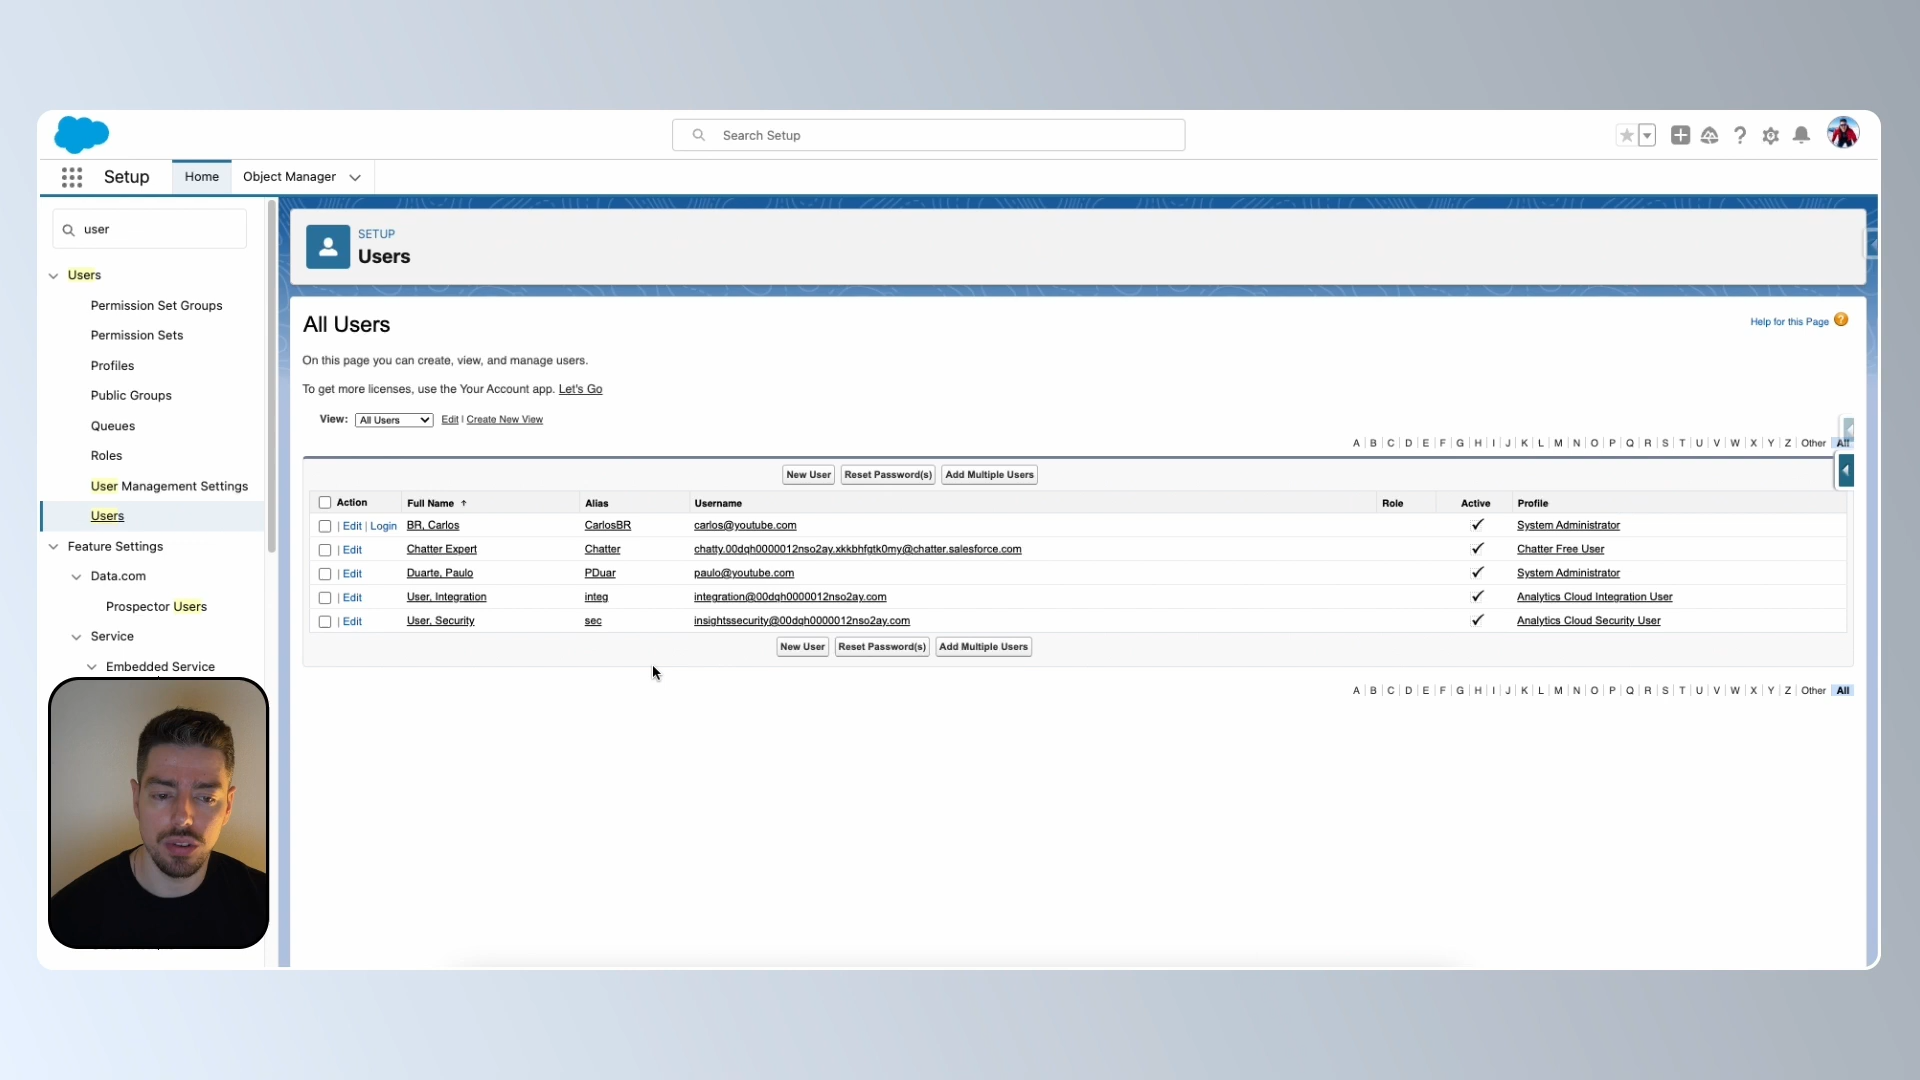 Search Setup
Setup
Home
Object Manager
user
Users
Permission Set Groups
Permission Sets
Profiles
Public Groups
Queues
Roles
User Management Settings
Users
Feature Settings
Data.com
Prospector Users
Service
Embedded Service
SETUP
Users
All Users
Help for this Page ?
On this page you can create, view, and manage users.
To get more licenses, use the Your Account app. Let's Go
View: All Users Edit | Create New View
A | B | C | D | E | F | G | H | I | J | K | L | M | N | O | P | Q | R | S | T | U | V | W | X | Y | Z | Other All
New User Reset Password(s) Add Multiple Users
Action Full Name ↑ Alias Username Role Active Profile
| Edit | Login BR, Carlos CarlosBR carlos@youtube.com ✓ System Administrator
| Edit Chatter Expert Chatter chatty.00dqh0000012nso2ay.xkkbhfgtk0my@chatter.salesforce.com ✓ Chatter Free User
| Edit Duarte, Paulo PDuar paulo@youtube.com ✓ System Administrator
| Edit User, Integration integ integration@00dqh0000012nso2ay.com ✓ Analytics Cloud Integration User
| Edit User, Security sec insightssecurity@00dqh0000012nso2ay.com ✓ Analytics Cloud Security User
New User Reset Password(s) Add Multiple Users
A | B | C | D | E | F | G | H | I | J | K | L | M | N | O | P | Q | R | S | T | U | V | W | X | Y | Z | Other All